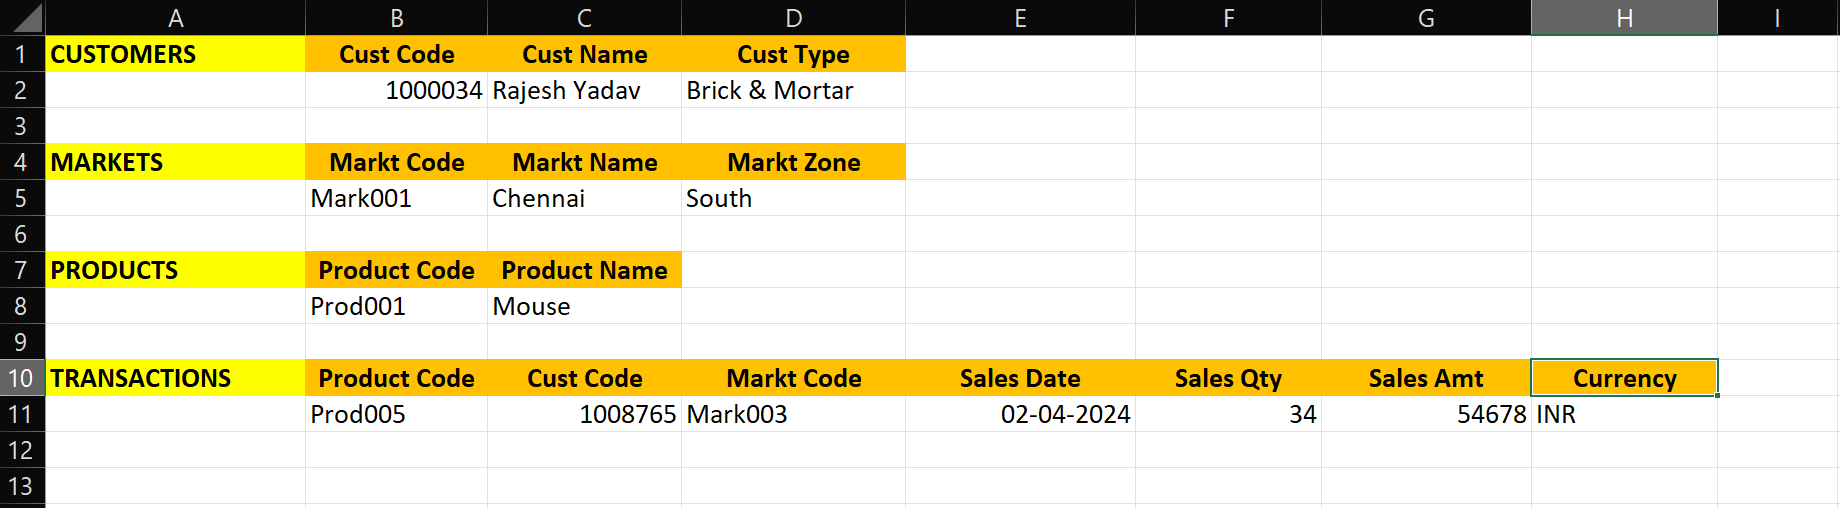 A B C D E F G H I
1 CUSTOMERS Cust Code Cust Name Cust Type
2 1000034 Rajesh Yadav Brick & Mortar
3
4 MARKETS Markt Code Markt Name Markt Zone
5 Mark001 Chennai South
6
7 PRODUCTS Product Code Product Name
8 Prod001 Mouse
9
10 TRANSACTIONS Product Code Cust Code Markt Code Sales Date Sales Qty Sales Amt Currency
11 Prod005 1008765 Mark003 02-04-2024 34 54678 INR
12
13